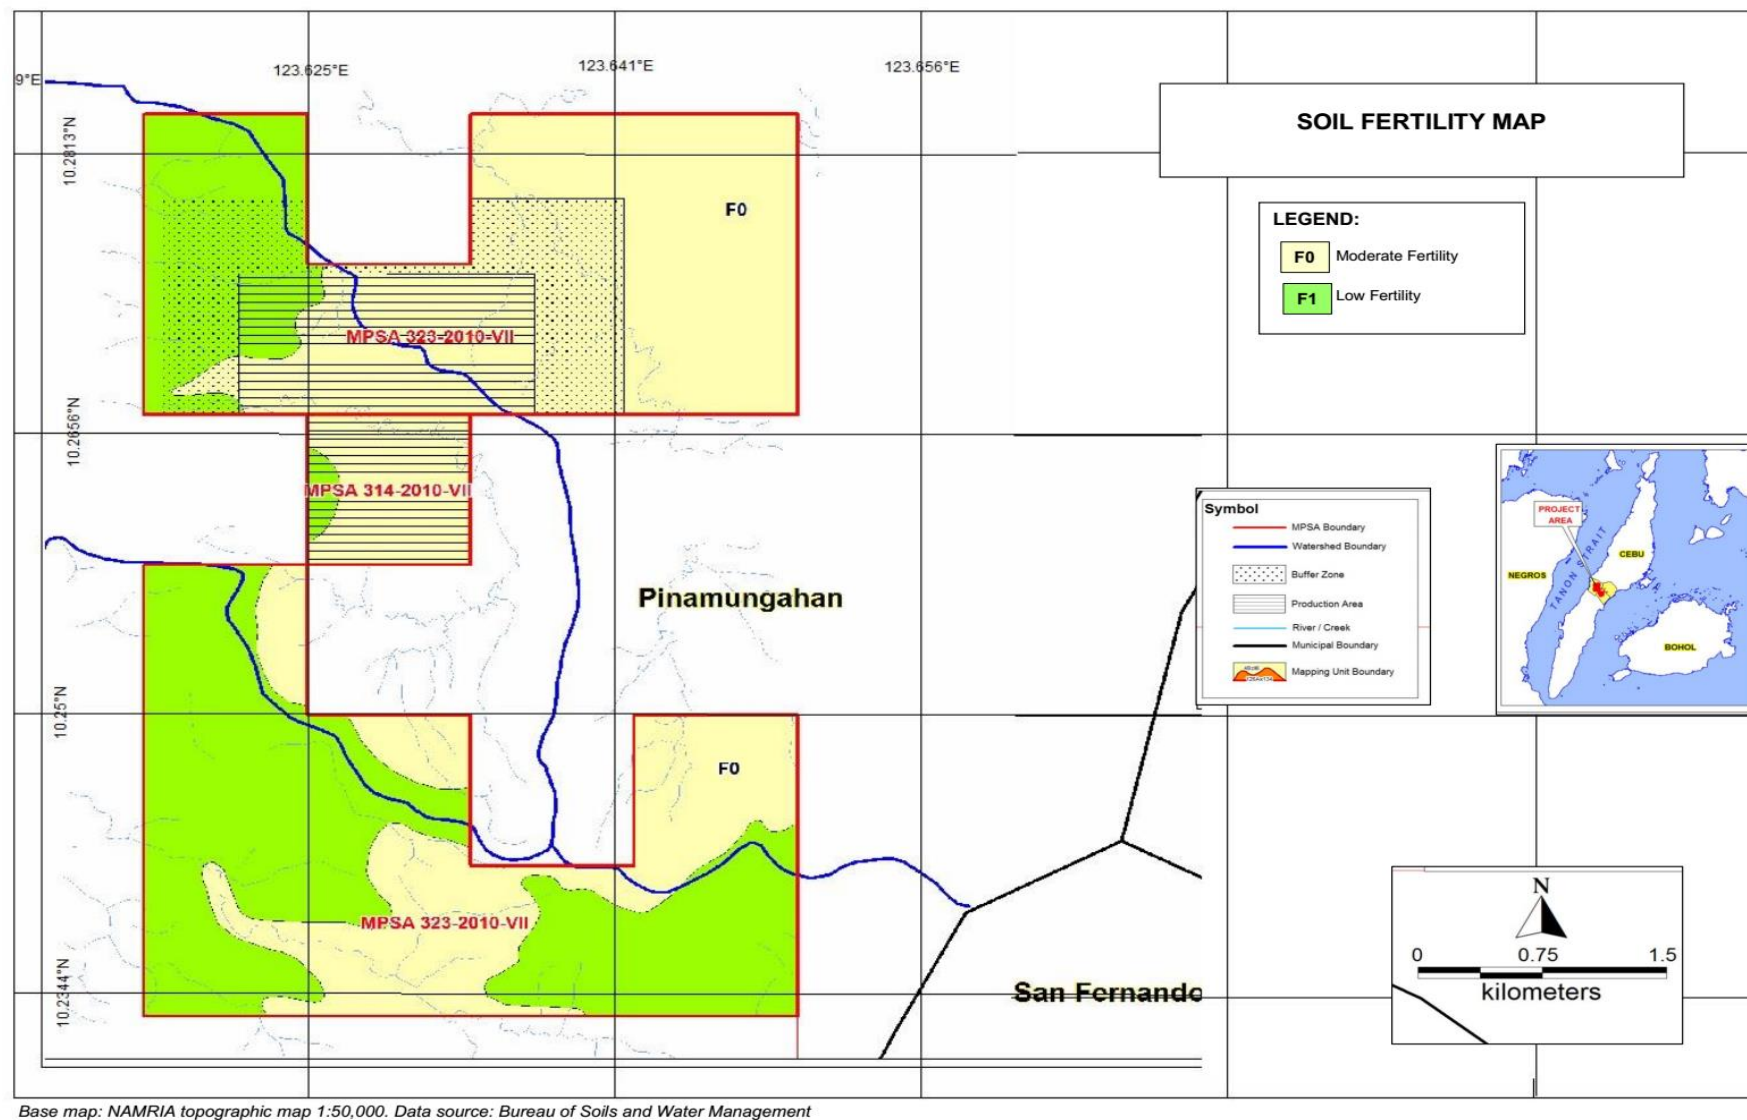 123.625°E
123.641°E
123.656°E
9°E
10.2813°N
10.2656°N
10.25°N
10.2344°N
SOIL FERTILITY MAP
LEGEND:
F0 Moderate Fertility
F1 Low Fertility
F0
MPSA 323-2010-VII
MPSA 314-2010-VII
Pinamungahan
F0
MPSA 323-2010-VII
San Fernando
Symbol
MPSA Boundary
Watershed Boundary
Buffer Zone
Production Area
River / Creek
Municipal Boundary
Mapping Unit Boundary
PROJECT
AREA
TANON STRAIT
CEBU
NEGROS
BOHOL
N
0 0.75 1.5
kilometers
Base map: NAMRIA topographic map 1:50,000. Data source: Bureau of Soils and Water Management